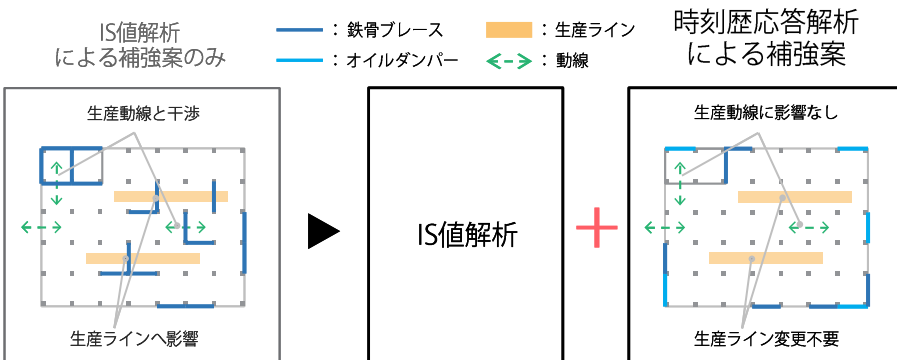 IS値解析
による補強案のみ
：鉄骨ブレース
：オイルダンパー
：生産ライン
：動線
時刻歴応答解析
による補強案
生産動線と干渉
生産ラインへ影響
IS値解析
＋
生産動線に影響なし
生産ライン変更不要